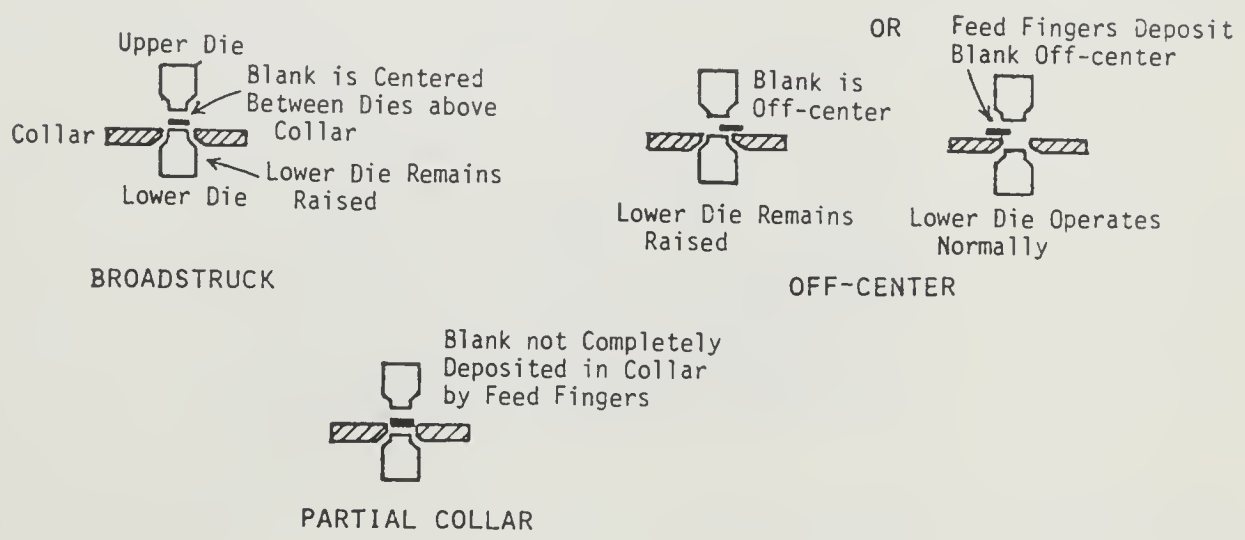 Upper Die
Blank is Centered
Between Dies above
Collar
Collar
Lower Die Remains
Raised
Lower Die
BROADSTRUCK
OR
Feed Fingers Deposit
Blank Off-center
Blank is
Off-center
Lower Die Remains
Raised
Lower Die Operates
Normally
OFF-CENTER
Blank not Completely
Deposited in Collar
by Feed Fingers
PARTIAL COLLAR